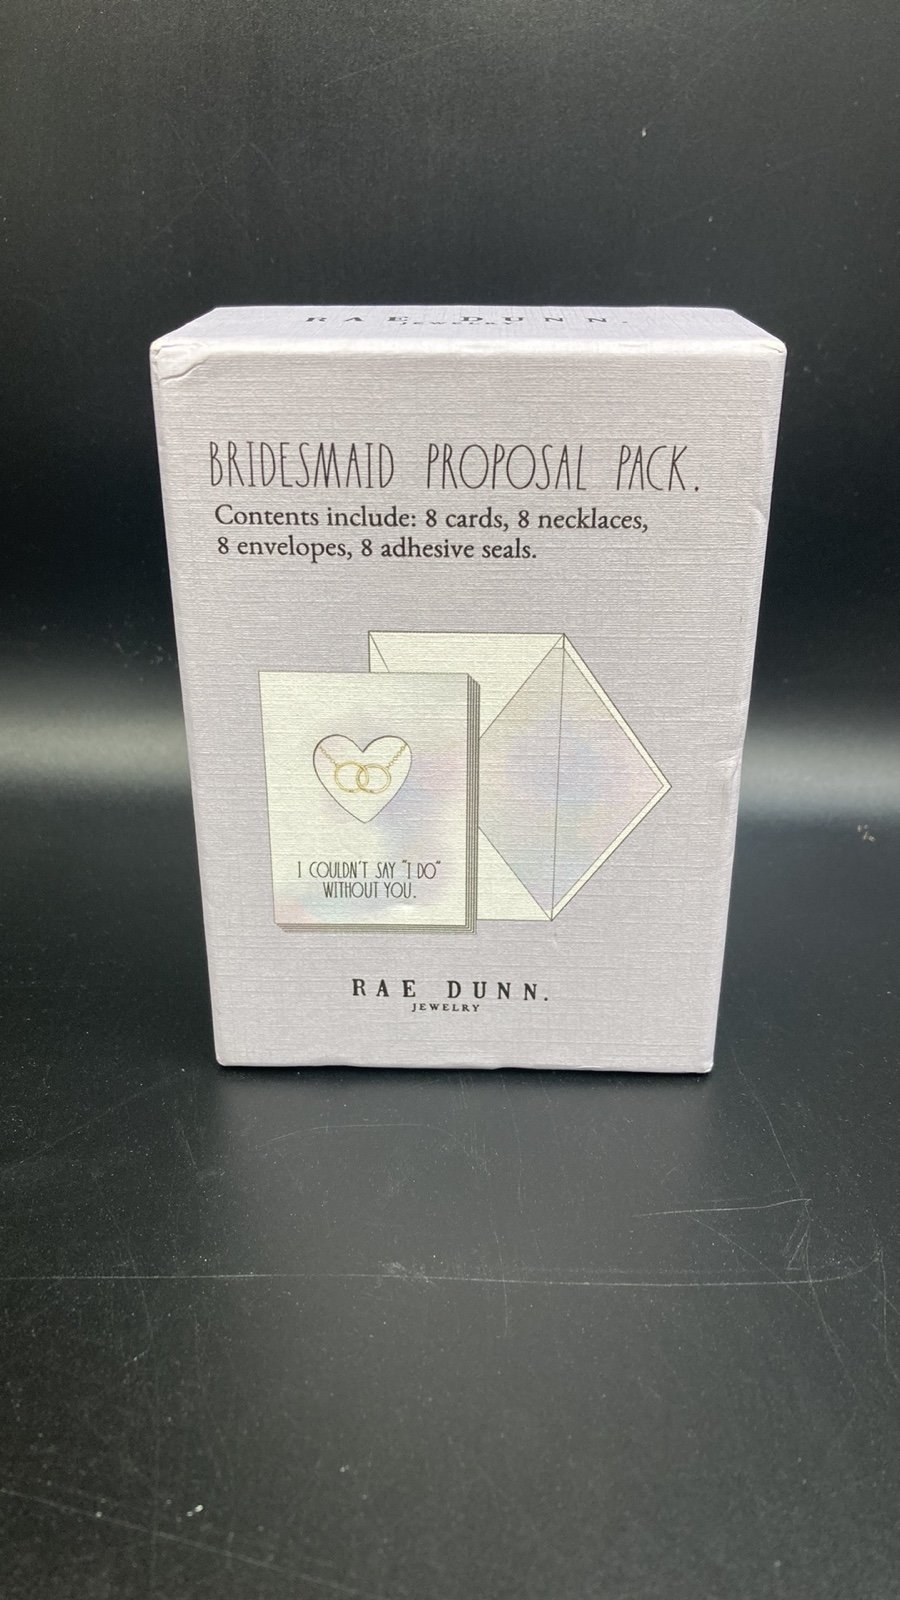 RAE DUNN.
JEWELRY
BRIDESMAID PROPOSAL PACK.
Contents include: 8 cards, 8 necklaces,
8 envelopes, 8 adhesive seals.
I COULDN'T SAY "I DO"
WITHOUT YOU.
RAE DUNN.
JEWELRY